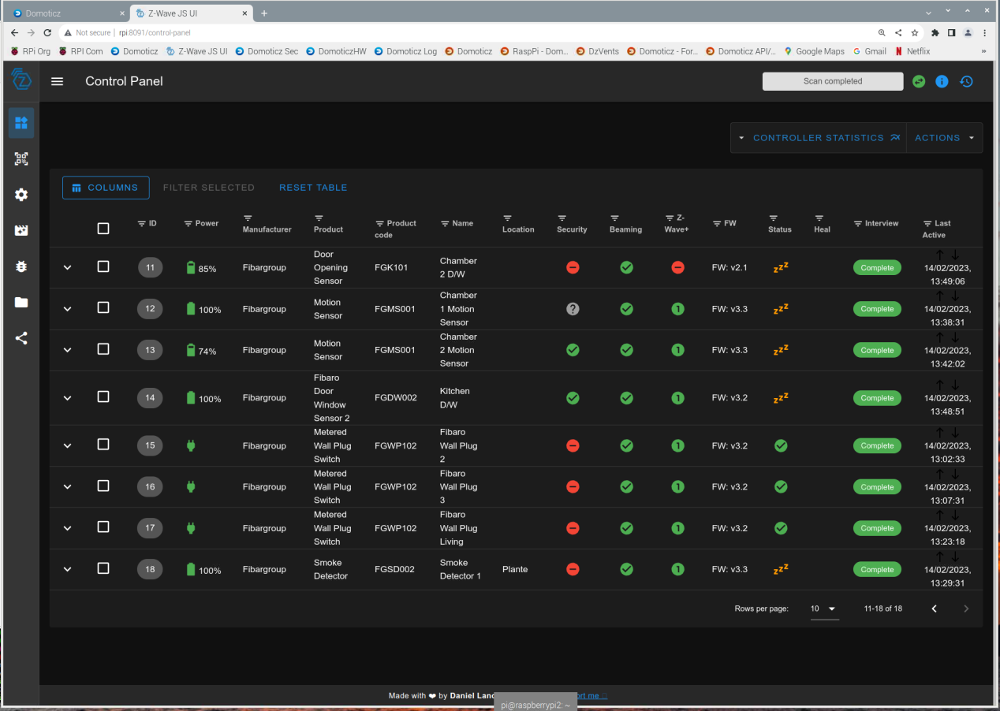 Domoticz
Z-Wave JS UI
Not secure | rpi:8091/control-panel
RPi Org RPI Com Domoticz Z-Wave JS UI Domoticz Sec DomoticzHW Domoticz Log Domoticz RaspPi - Dom... DzVents Domoticz - For... Domoticz API/... Google Maps Gmail Netflix »
Control Panel
Scan completed
CONTROLLER STATISTICS ACTIONS
COLUMNS FILTER SELECTED RESET TABLE
ID Power Manufacturer Product Product code Name Location Security Beaming Z-Wave+ FW Status Heal Interview Last Active
11 85% Fibargroup Door Opening Sensor FGK101 Chamber 2 D/W FW: v2.1 zzz Complete 14/02/2023, 13:49:06
12 100% Fibargroup Motion Sensor FGMS001 Chamber 1 Motion Sensor ? 1 FW: v3.3 zzz Complete 14/02/2023, 13:38:31
13 74% Fibargroup Motion Sensor FGMS001 Chamber 2 Motion Sensor 1 FW: v3.3 zzz Complete 14/02/2023, 13:42:02
14 100% Fibargroup Fibaro Door Window Sensor 2 FGDW002 Kitchen D/W 1 FW: v3.2 zzz Complete 14/02/2023, 13:48:51
15 Fibargroup Metered Wall Plug Switch FGWP102 Fibaro Wall Plug 2 1 FW: v3.2 Complete 14/02/2023, 13:02:33
16 Fibargroup Metered Wall Plug Switch FGWP102 Fibaro Wall Plug 3 1 FW: v3.2 Complete 14/02/2023, 13:07:31
17 Fibargroup Metered Wall Plug Switch FGWP102 Fibaro Wall Plug Living 1 FW: v3.2 Complete 14/02/2023, 13:23:18
18 100% Fibargroup Smoke Detector FGSD002 Smoke Detector 1 Plante 1 FW: v3.3 zzz Complete 14/02/2023, 13:29:31
Rows per page: 10 11-18 of 18
Made with ❤ by Daniel Lanc ort me
pi@raspberrypi2: ~